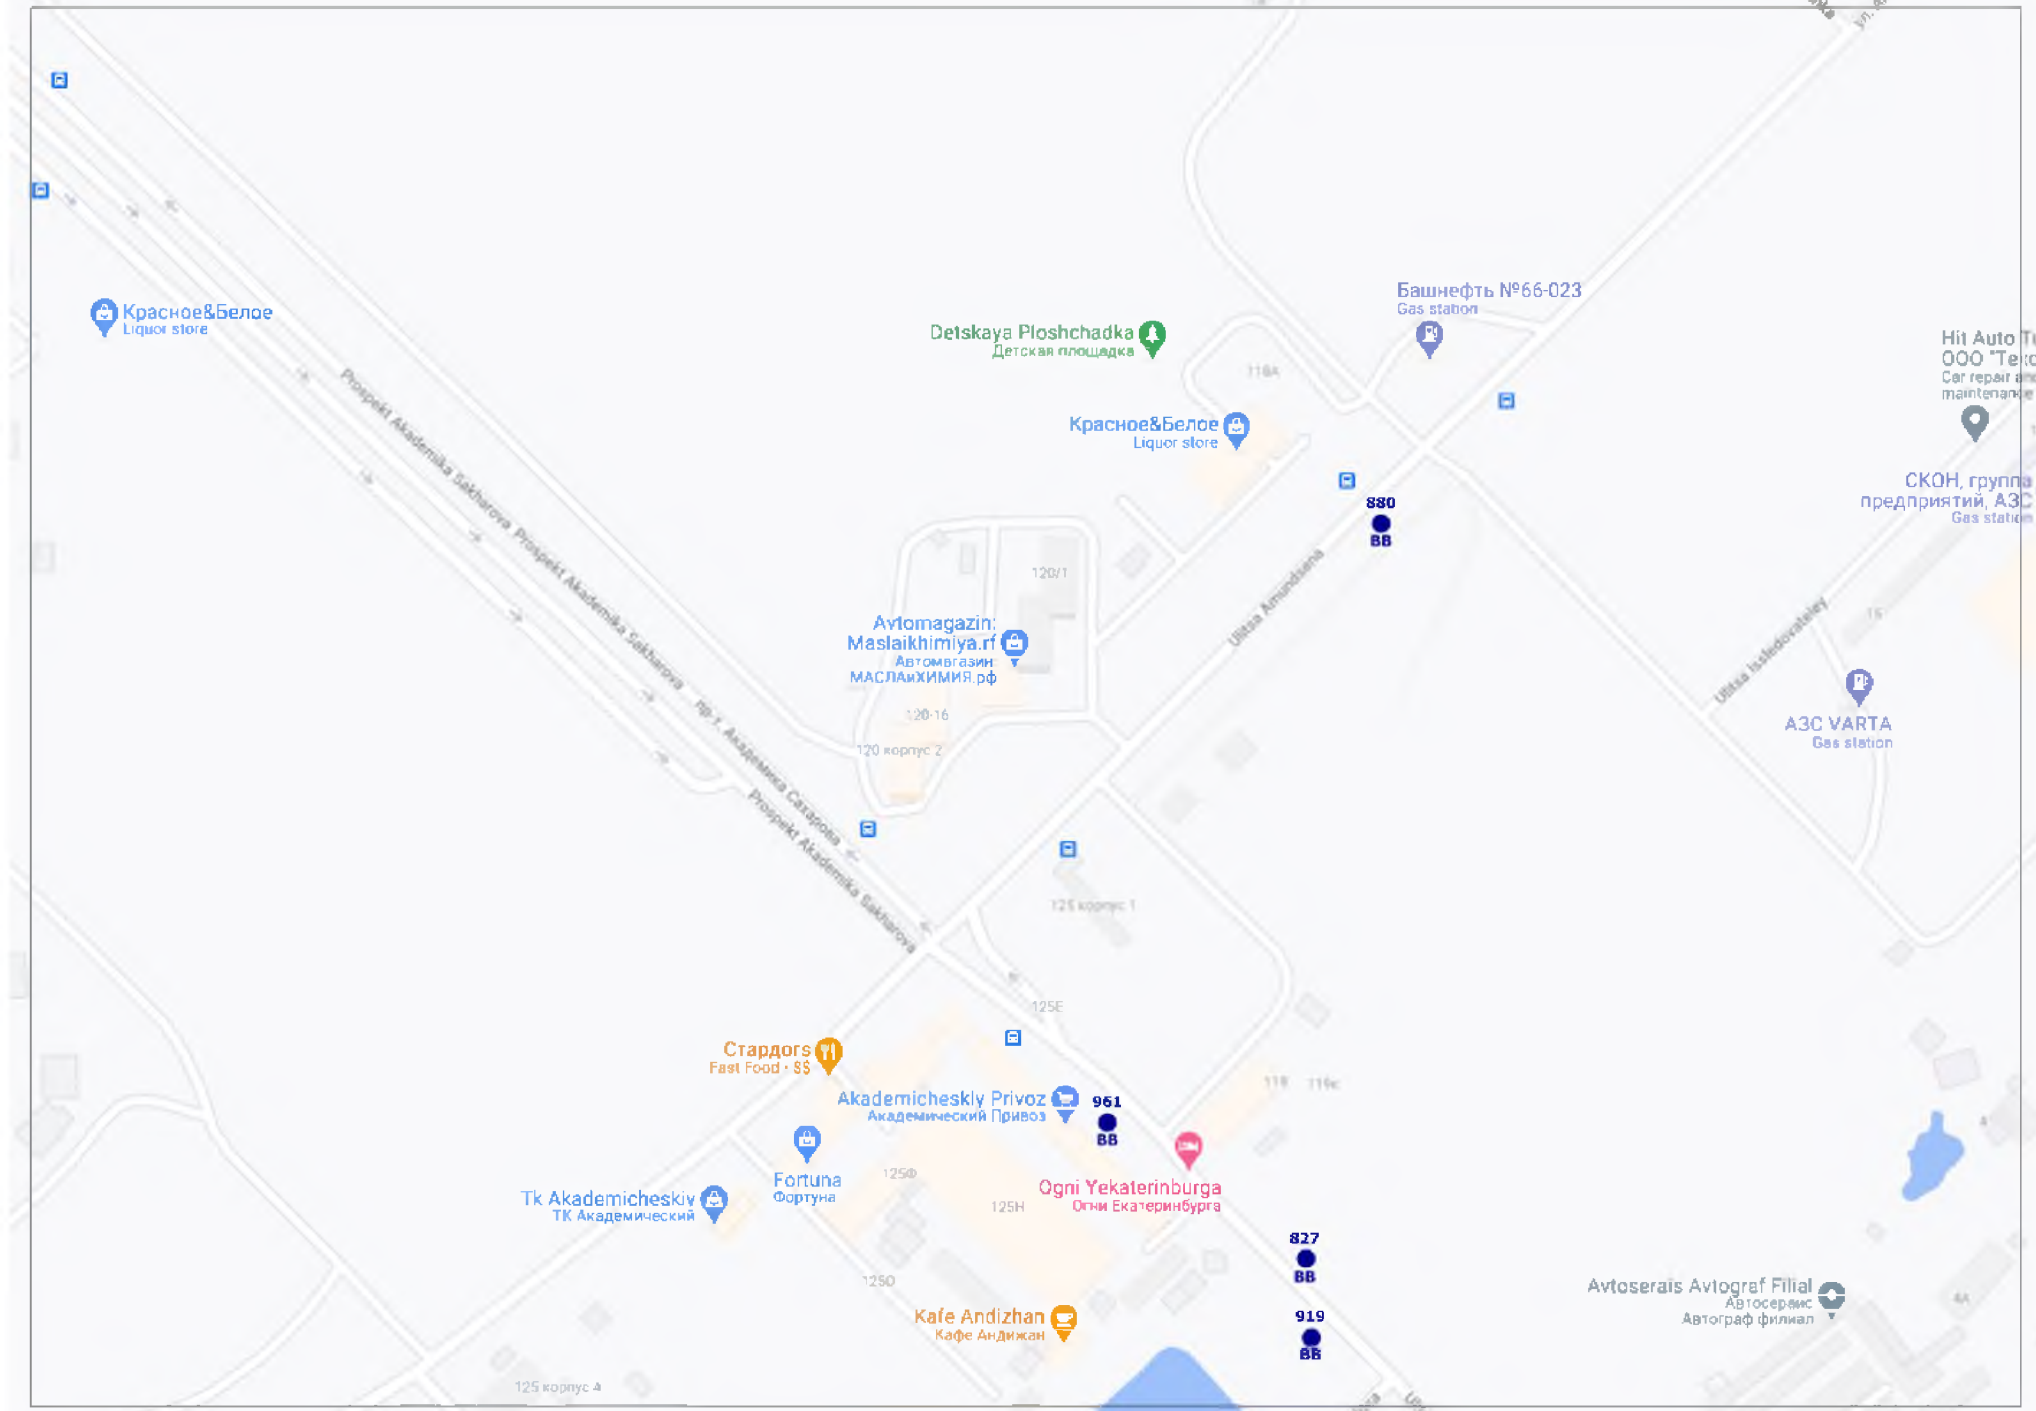 Красное&Белое
Liquor store
Detskaya Ploshchadka
Детская площадка
Башнефть №66-023
Gas station
Hit Auto
ООО
Car repair
maintenance
118А
Красное&Белое
Liquor store
СКОН, группа
предприятий, АЗС
Gas station
880
BB
Prospekt Akademika Sakharova
Prospekt Akademika Sakharova
120/1
Ulitsa Amundsena
Avtomagazin:
Maslaikhimiya.rf
Автомагазин
МАСЛАиХИМИЯ.рф
Ulitsa Issledovateley
АЗС VARTA
Gas station
120-16
120 корпус 2
пр-т. Академика Сахарова
Prospekt Akademika Sakharova
125 корпус 1
125Е
Стардогs
Fast Food · $$
Akademicheskiy Privoz
Академический Привоз
961
BB
118
Fortuna
Фортуна
125Ф
Tk Akademicheskiy
ТК Академический
125Н
Ogni Yekaterinburga
Огни Екатеринбурга
827
BB
Kafe Andizhan
Кафе Андижан
919
BB
Avtoserais Avtograf Filial
Автосервис
Автограф филиал
4А
125 корпус 4